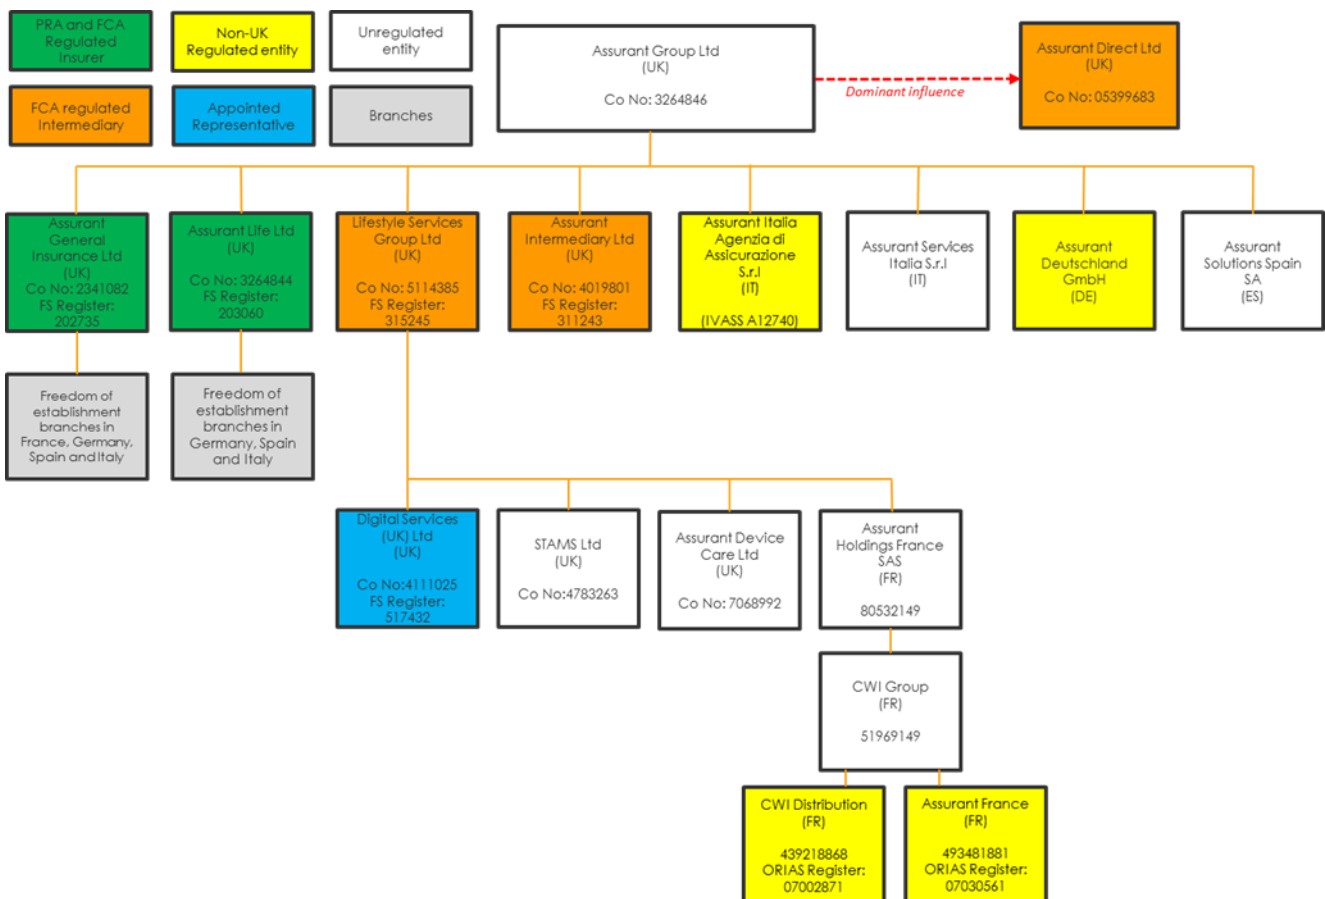 PRA and FCA
Regulated
Insurer
Non-UK
Regulated entity
Unregulated
entity
FCA regulated
Intermediary
Appointed
Representative
Branches
Assurant Group Ltd
(UK)
Co No: 3264846
Dominant influence
Assurant Direct Ltd
(UK)
Co No: 05399683
Assurant
General
Insurance Ltd
(UK)
Co No: 2341082
FS Register:
202735
Assurant Life Ltd
(UK)
Co No: 3264844
FS Register:
203060
Lifestyle Services
Group Ltd
(UK)
Co No: 5114385
FS Register:
315245
Assurant
Intermediary Ltd
(UK)
Co No: 4019801
FS Register:
311243
Assurant Italia
Agenzia di
Assicurazione
S.r.l
(IT)
(IVASS A12740)
Assurant Services
Italia S.r.l
(IT)
Assurant
Deutschland
GmbH
(DE)
Assurant
Solutions Spain
SA
(ES)
Freedom of
establishment
branches in
France, Germany,
Spain and Italy
Freedom of
establishment
branches in
Germany, Spain
and Italy
Digital Services
(UK) Ltd
(UK)
Co No:4111025
FS Register:
517432
STAMS Ltd
(UK)
Co No:4783263
Assurant Device
Care Ltd
(UK)
Co No: 7068992
Assurant
Holdings France
SAS
(FR)
80532149
CWI Group
(FR)
51969149
CWI Distribution
(FR)
439218868
ORIAS Register:
07002871
Assurant France
(FR)
493481881
ORIAS Register:
07030561